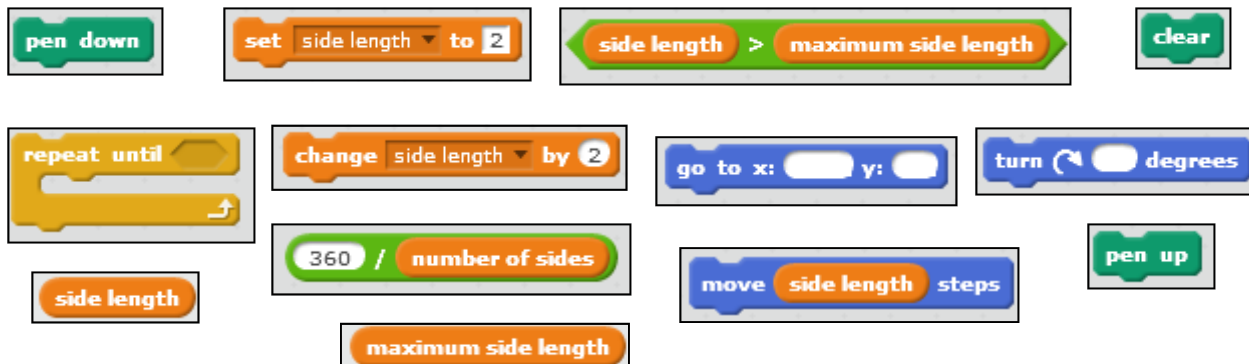 pen down
set side length to 2
side length > maximum side length
clear
repeat until
change side length by 2
go to x: y:
turn degrees
360 / number of sides
pen up
side length
move side length steps
maximum side length